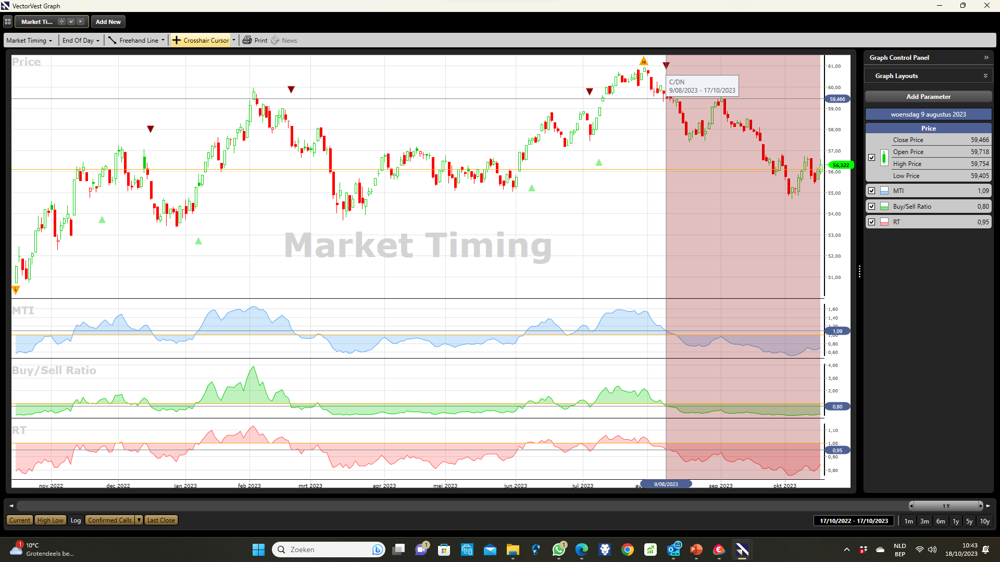 VectorVest Graph
Market Ti...
Add New
Market Timing
End Of Day
Freehand Line
Crosshair Cursor
Print
News
Price
H
C/DN
9/08/2023 - 17/10/2023
61,00
60,00
59,466
59,00
58,00
57,00
56,322
56,00
55,00
54,00
53,00
52,00
51,00
Market Timing
L
MTI
1,60
1,40
1,20
1,09
1,00
0,80
0,60
Buy/Sell Ratio
4,00
3,00
2,00
0,80
RT
1,10
1,00
0,95
0,90
0,80
nov 2022
dec 2022
jan 2023
feb 2023
mrt 2023
apr 2023
mei 2023
jun 2023
jul 2023
9/08/2023
sep 2023
okt 2023
Graph Control Panel
Graph Layouts
Add Parameter
woensdag 9 augustus 2023
Price
Close Price 59,466
Open Price 59,718
High Price 59,754
Low Price 59,405
MTI 1,09
Buy/Sell Ratio 0,80
RT 0,95
1 Y
Current
High Low
Log
Confirmed Calls
Last Close
17/10/2022 - 17/10/2023
1m
3m
6m
1y
5y
10y
1
10°C
Grotendeels be...
Zoeken
1
1
NEW
NLD
BEP
10:43
18/10/2023